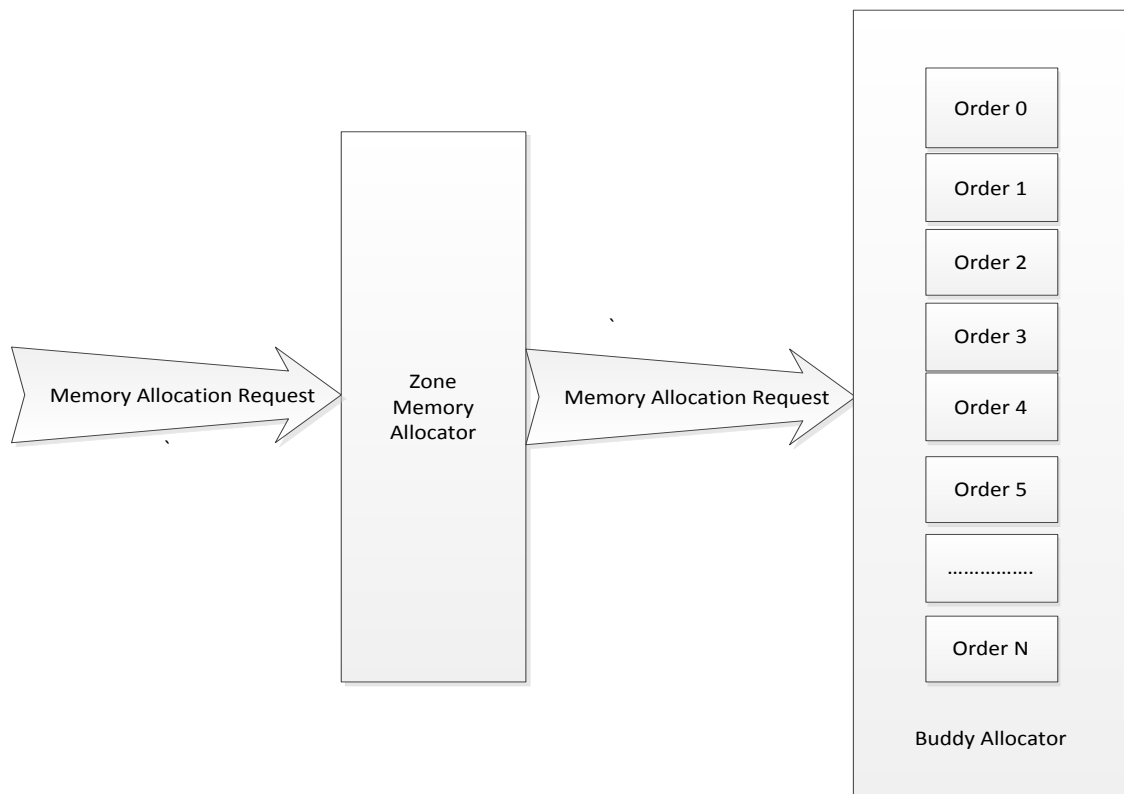 Order 0
Order 1
Order 2
Order 3
Order 4
Order 5
…………….
Order N
Buddy Allocator
Zone
Memory
Allocator
Memory Allocation Request
`
Memory Allocation Request
`